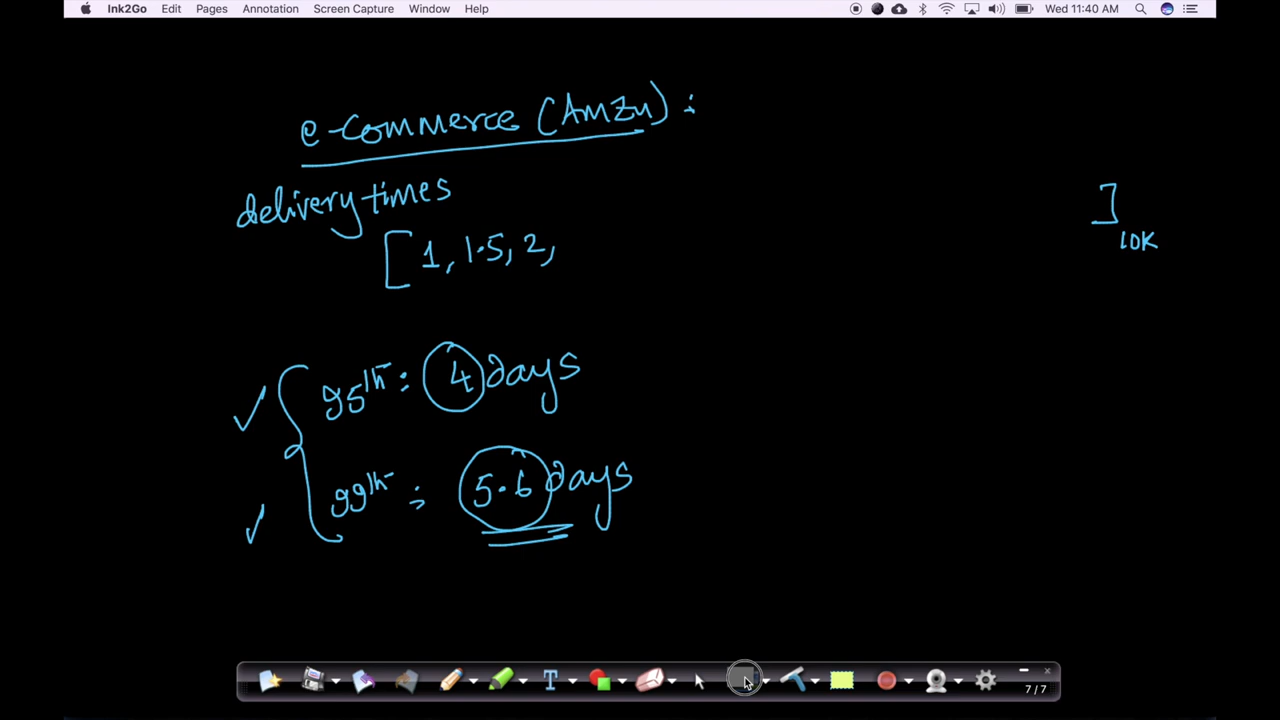 Ink2Go Edit Pages Annotation Screen Capture Window Help Wed 11:40 AM
e-commerce (AmZn) :
delivery times
[ 1, 1.5, 2, ] 10K
95th : 4 days
99th : 5.6 days
T
7 / 7